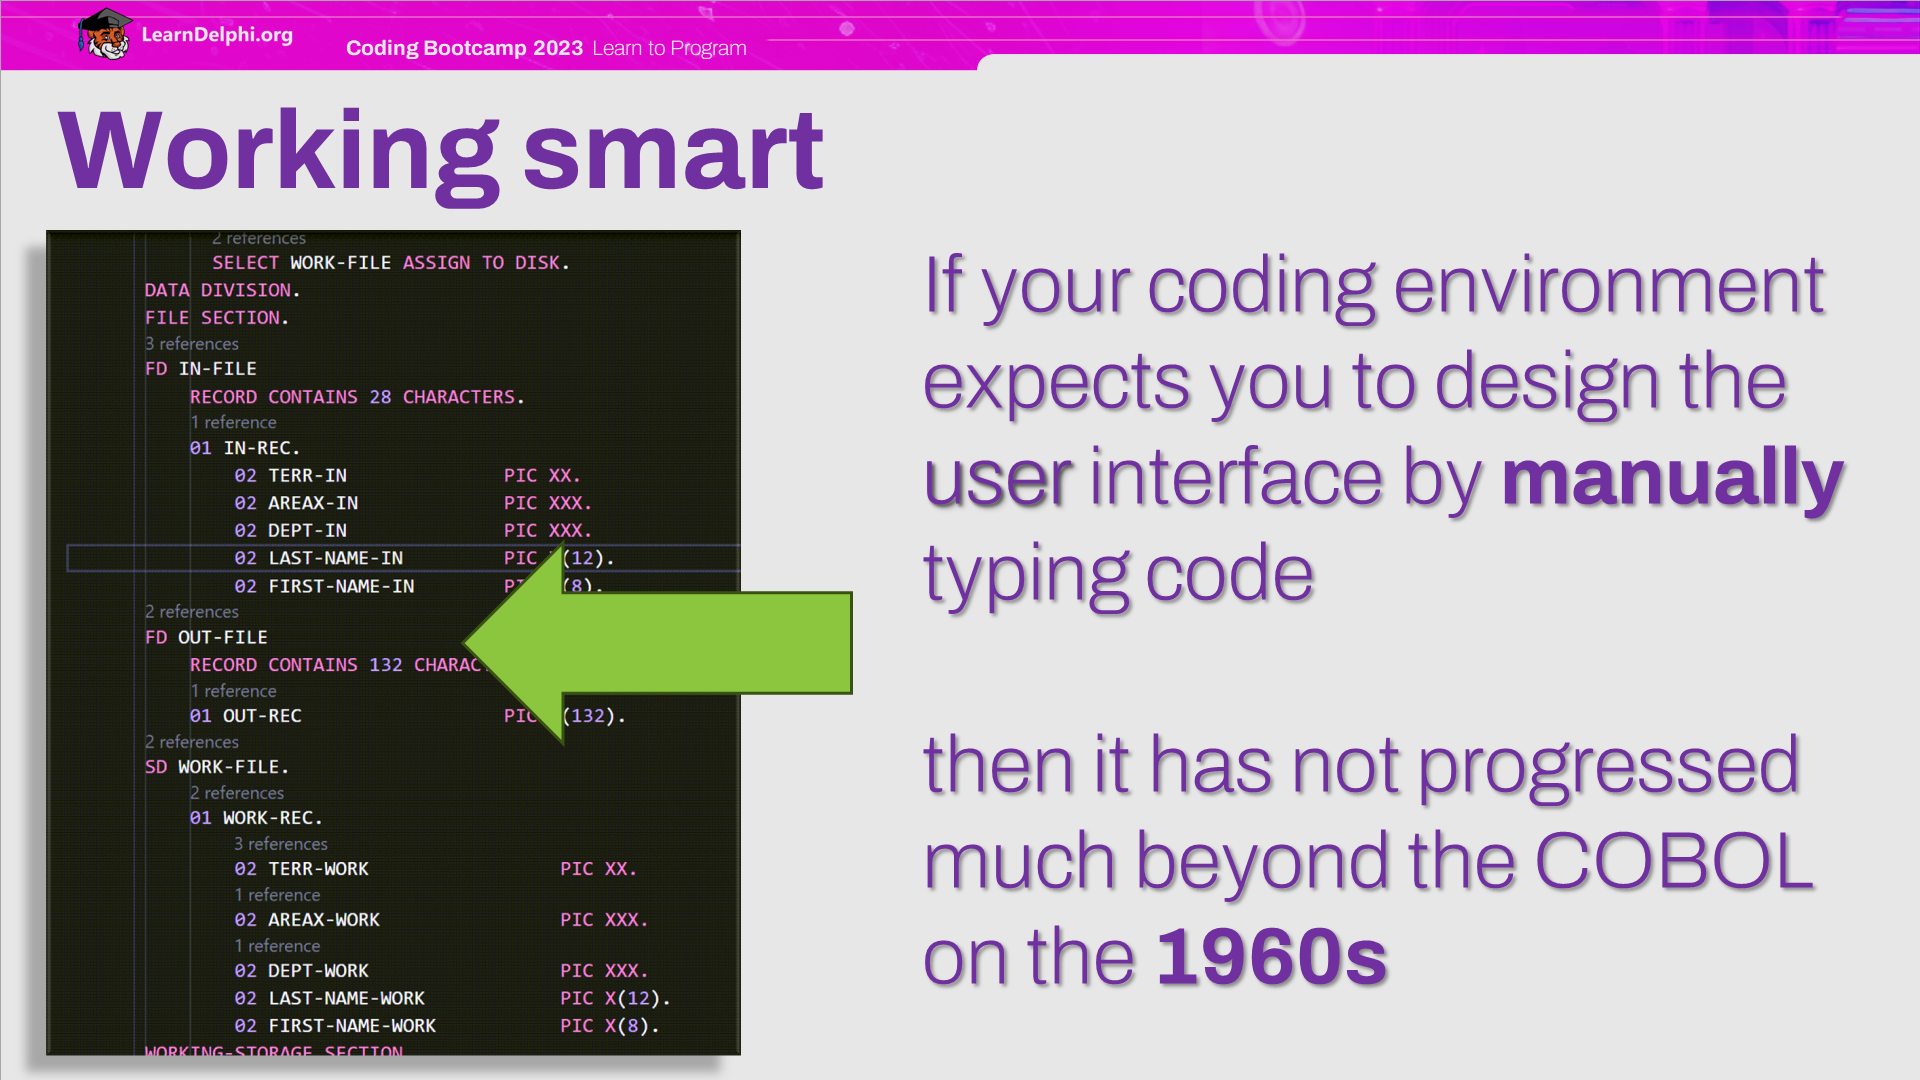 LearnDelphi.org
Coding Bootcamp 2023 Learn to Program
Working smart
2 references
SELECT WORK-FILE ASSIGN TO DISK.
DATA DIVISION.
FILE SECTION.
3 references
FD IN-FILE
RECORD CONTAINS 28 CHARACTERS.
1 reference
01 IN-REC.
02 TERR-IN PIC XX.
02 AREAX-IN PIC XXX.
02 DEPT-IN PIC XXX.
02 LAST-NAME-IN PIC (12).
02 FIRST-NAME-IN (8).
2 references
FD OUT-FILE
RECORD CONTAINS 132
1 reference
01 OUT-REC PIC (132).
2 references
SD WORK-FILE.
2 references
01 WORK-REC.
3 references
02 TERR-WORK PIC XX.
1 reference
02 AREAX-WORK PIC XXX.
1 reference
02 DEPT-WORK PIC XXX.
02 LAST-NAME-WORK PIC X(12).
02 FIRST-NAME-WORK PIC X(8).
WORKING-STORAGE SECTION
If your coding environment
expects you to design the
user interface by manually
typing code
then it has not progressed
much beyond the COBOL
on the 1960s